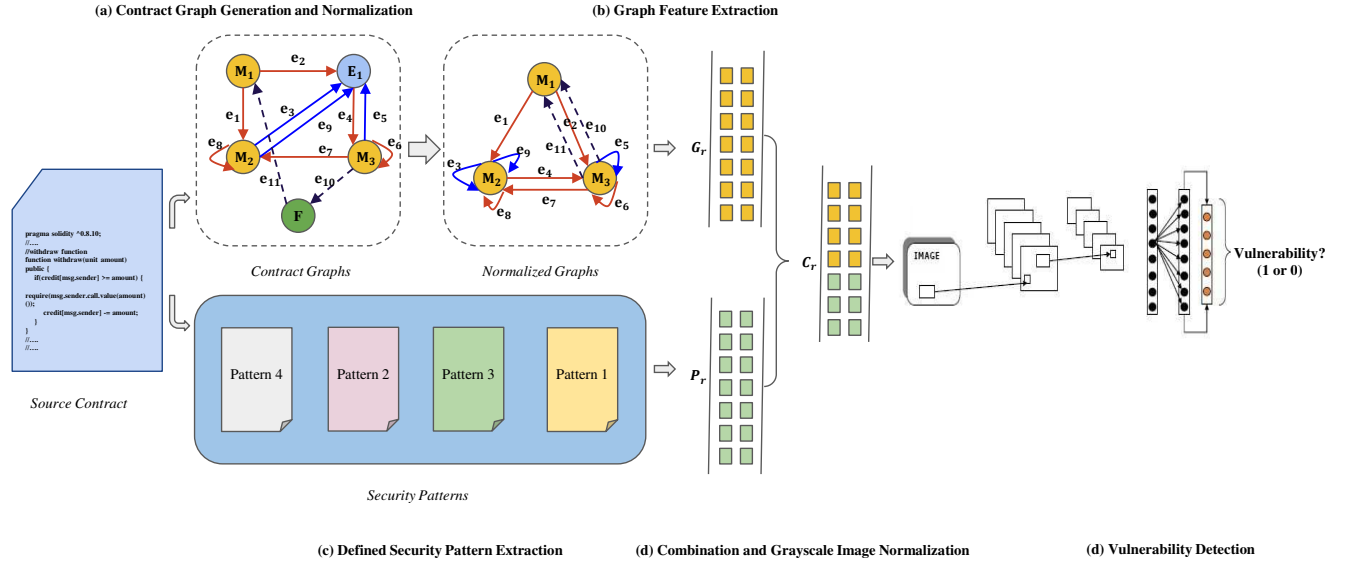 (a) Contract Graph Generation and Normalization
(b) Graph Feature Extraction
M1
e2
E1
e1
e3
e9
e4
e5
e8
M2
e7
M3
e6
e11
e10
F
Contract Graphs
M1
e1
e2
e10
e11
e3
e9
e5
M2
e4
M3
e7
e8
e6
Normalized Graphs
pragma solidity ^0.8.10;
//....
//withdraw function
function withdraw(unit amount)
public {
if(credit[msg.sender] >= amount) {
require(msg.sender.call.value(amount)
());
credit[msg.sender] -= amount;
}
}
//....
//....
Source Contract
Pattern 4
Pattern 2
Pattern 3
Pattern 1
Security Patterns
Gr
Pr
Cr
IMAGE
Vulnerability?
(1 or 0)
(c) Defined Security Pattern Extraction
(d) Combination and Grayscale Image Normalization
(d) Vulnerability Detection